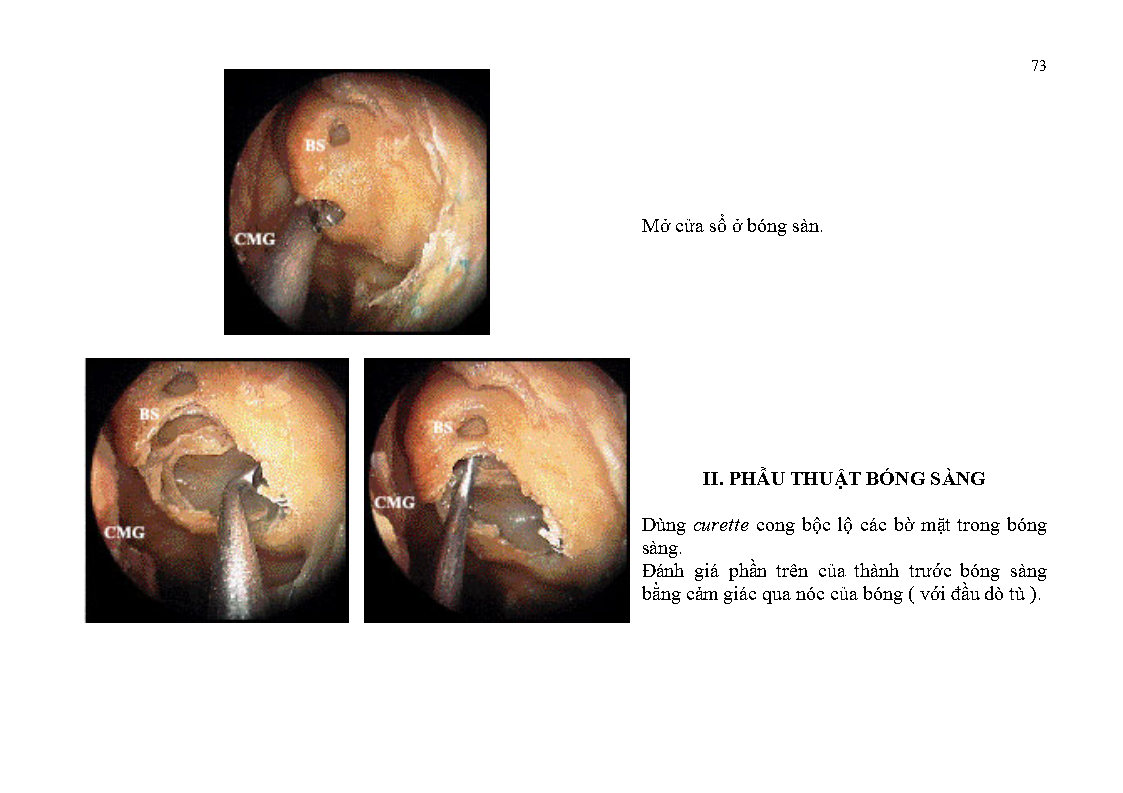 73
BS
CMG
Mở cửa sổ ở bóng sàn.
BS
CMG
BS
CMG
II. PHẪU THUẬT BÓNG SÀNG
Dùng curette cong bộc lộ các bờ mặt trong bóng
sàng.
Đánh giá phần trên của thành trước bóng sàng
bằng cảm giác qua nóc của bóng ( với đầu dò tù ).